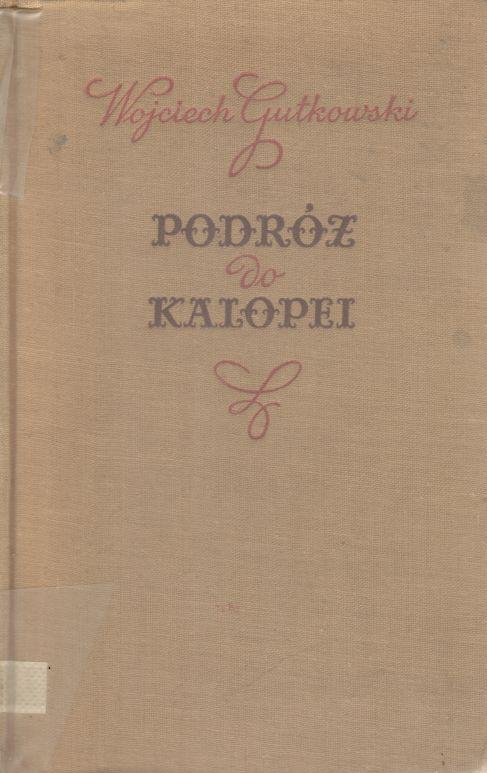 Wojciech Gutkowski
PODRÓŻ
do
KALOPEI